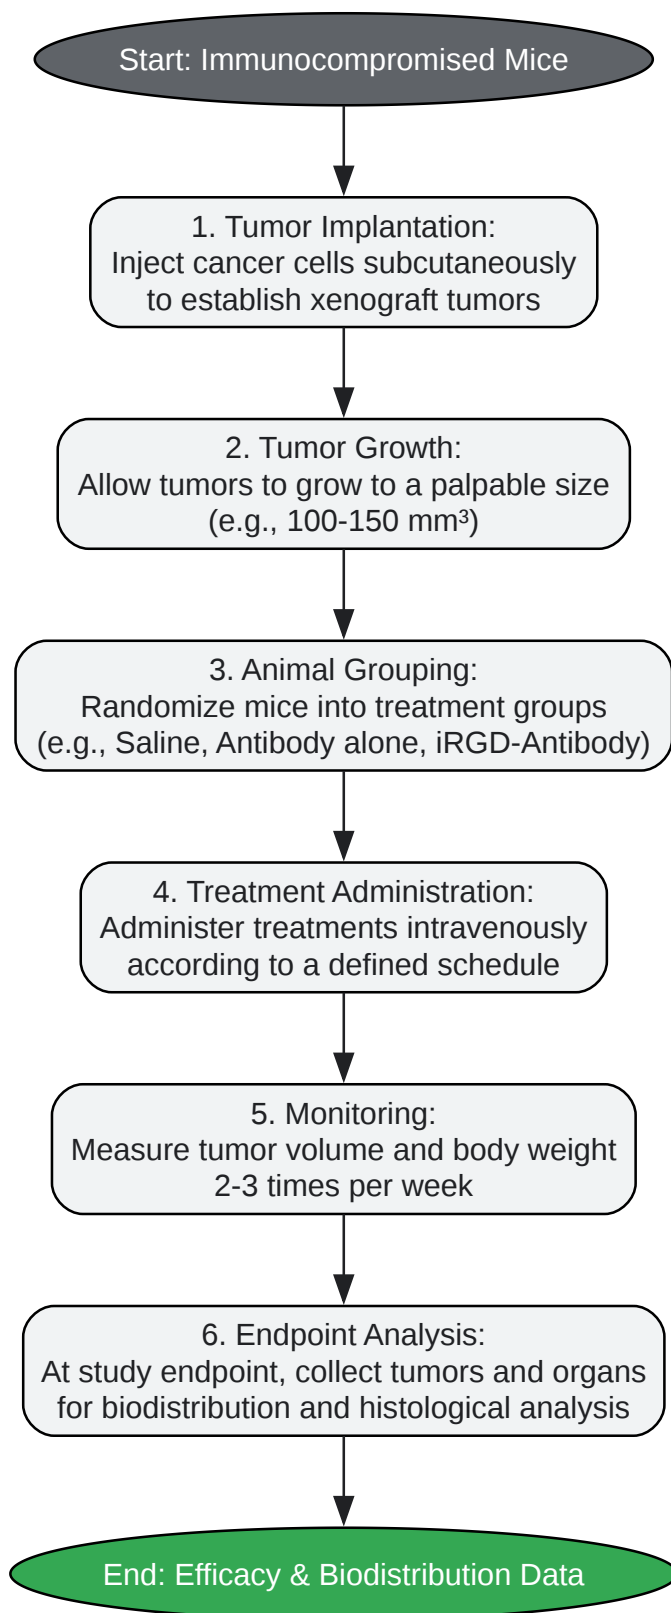 Start: Immunocompromised Mice
1. Tumor Implantation:
Inject cancer cells subcutaneously
to establish xenograft tumors
2. Tumor Growth:
Allow tumors to grow to a palpable size
(e.g., 100-150 mm³)
3. Animal Grouping:
Randomize mice into treatment groups
(e.g., Saline, Antibody alone, iRGD-Antibody)
4. Treatment Administration:
Administer treatments intravenously
according to a defined schedule
5. Monitoring:
Measure tumor volume and body weight
2-3 times per week
6. Endpoint Analysis:
At study endpoint, collect tumors and organs
for biodistribution and histological analysis
End: Efficacy & Biodistribution Data